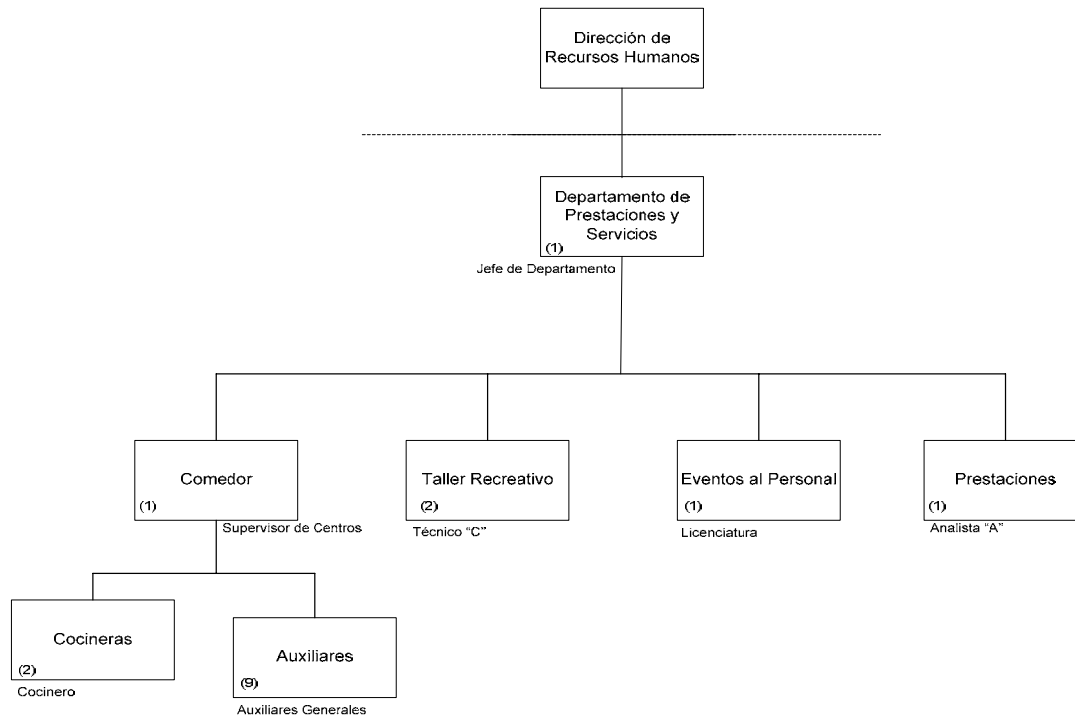 Dirección de
Recursos Humanos
Departamento de
Prestaciones y
Servicios
(1)
Jefe de Departamento
Comedor
(1)
Supervisor de Centros
Taller Recreativo
(2)
Técnico “C”
Eventos al Personal
(1)
Licenciatura
Prestaciones
(1)
Analista “A”
Cocineras
(2)
Cocinero
Auxiliares
(9)
Auxiliares Generales